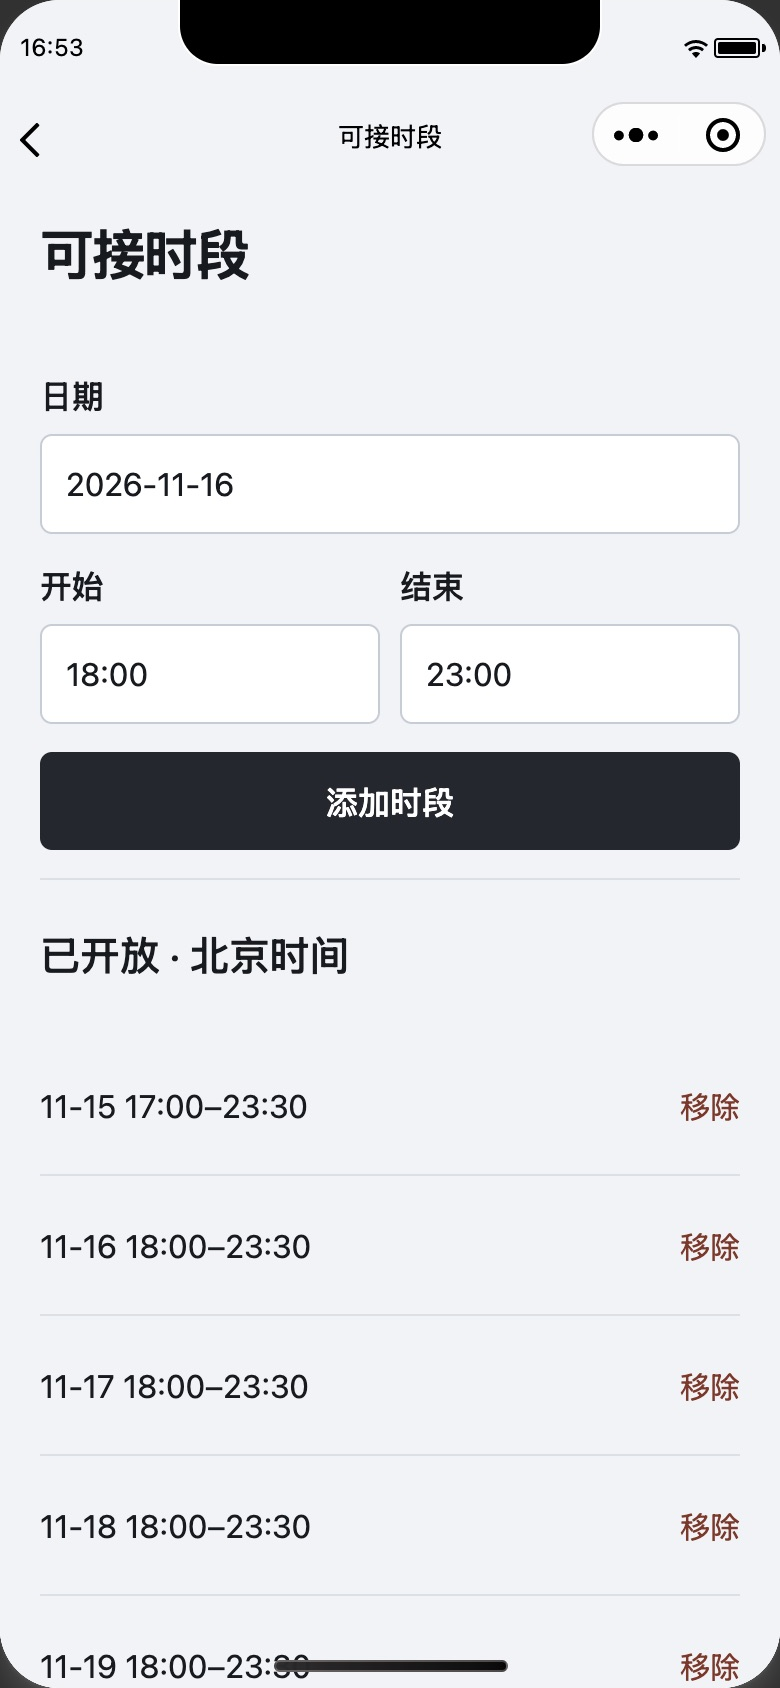 16:53
可接时段
可接时段
日期
2026-11-16
开始 结束
18:00 23:00
添加时段
已开放 · 北京时间
11-15 17:00–23:30 移除
11-16 18:00–23:30 移除
11-17 18:00–23:30 移除
11-18 18:00–23:30 移除
11-19 18:00–23:30 移除